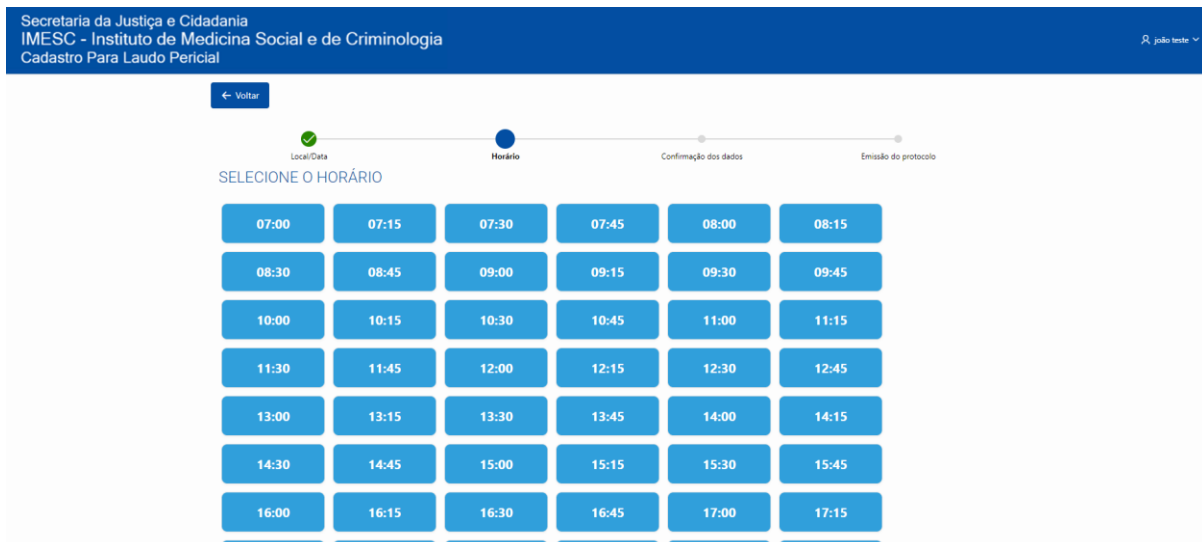 Secretaria da Justiça e Cidadania
IMESC - Instituto de Medicina Social e de Criminologia
Cadastro Para Laudo Pericial
joão teste
← Voltar
Local/Data Horário Confirmação dos dados Emissão do protocolo
SELECIONE O HORÁRIO
07:00 07:15 07:30 07:45 08:00 08:15
08:30 08:45 09:00 09:15 09:30 09:45
10:00 10:15 10:30 10:45 11:00 11:15
11:30 11:45 12:00 12:15 12:30 12:45
13:00 13:15 13:30 13:45 14:00 14:15
14:30 14:45 15:00 15:15 15:30 15:45
16:00 16:15 16:30 16:45 17:00 17:15